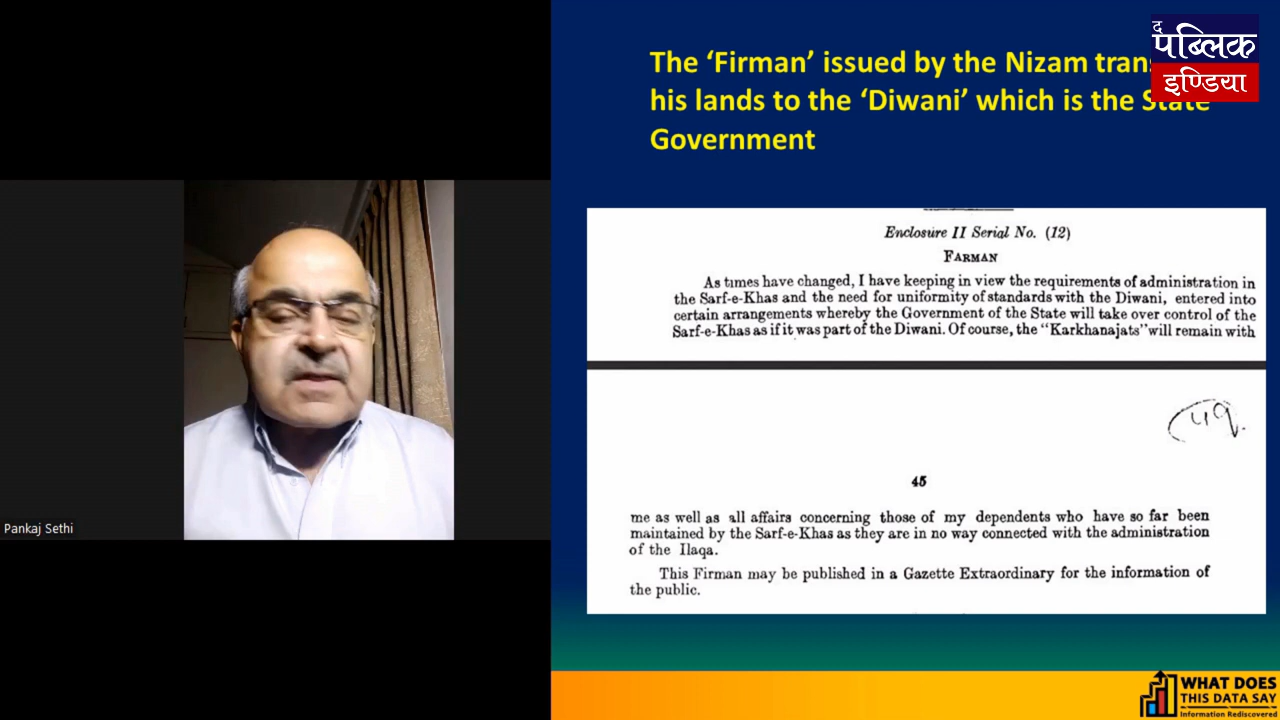 The ‘Firman’ issued by the Nizam
his lands to the ‘Diwani’ which is the State
Government
द
पब्लिक
इण्डिया
Enclosure II Serial No. (12)
FARMAN
As times have changed, I have keeping in view the requirements of administration in
the Sarf-e-Khas and the need for uniformity of standards with the Diwani, entered into
certain arrangements whereby the Government of the State will take over control of the
Sarf-e-Khas as if it was part of the Diwani. Of course, the "Karkhanajats" will remain with
45
me as well as all affairs concerning those of my dependents who have so far been
maintained by the Sarf-e-Khas as they are in no way connected with the administration
of the Ilaqa.
This Firman may be published in a Gazette Extraordinary for the information of
the public.
Pankaj Sethi
WHAT DOES
THIS DATA SAY
Information Rediscovered